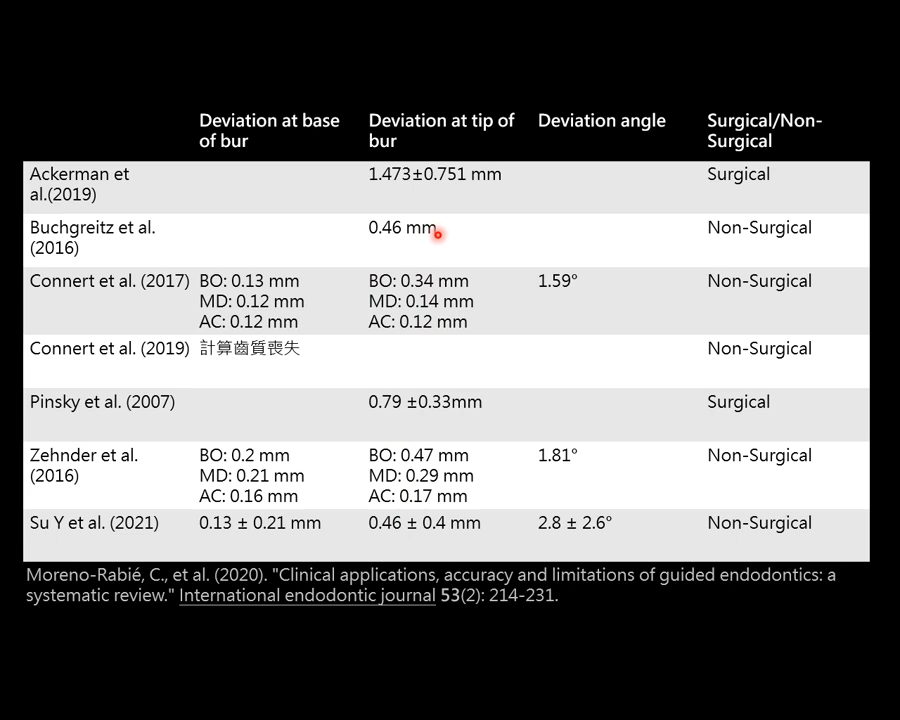 Deviation at base of bur
Deviation at tip of bur
Deviation angle
Surgical/Non-Surgical
Ackerman et al.(2019)
1.473±0.751 mm
Surgical
Buchgreitz et al. (2016)
0.46 mm
Non-Surgical
Connert et al. (2017)
BO: 0.13 mm
MD: 0.12 mm
AC: 0.12 mm
BO: 0.34 mm
MD: 0.14 mm
AC: 0.12 mm
1.59°
Non-Surgical
Connert et al. (2019)
計算齒質喪失
Non-Surgical
Pinsky et al. (2007)
0.79 ±0.33mm
Surgical
Zehnder et al. (2016)
BO: 0.2 mm
MD: 0.21 mm
AC: 0.16 mm
BO: 0.47 mm
MD: 0.29 mm
AC: 0.17 mm
1.81°
Non-Surgical
Su Y et al. (2021)
0.13 ± 0.21 mm
0.46 ± 0.4 mm
2.8 ± 2.6°
Non-Surgical
Moreno-Rabié, C., et al. (2020). "Clinical applications, accuracy and limitations of guided endodontics: a
systematic review." International endodontic journal 53(2): 214-231.